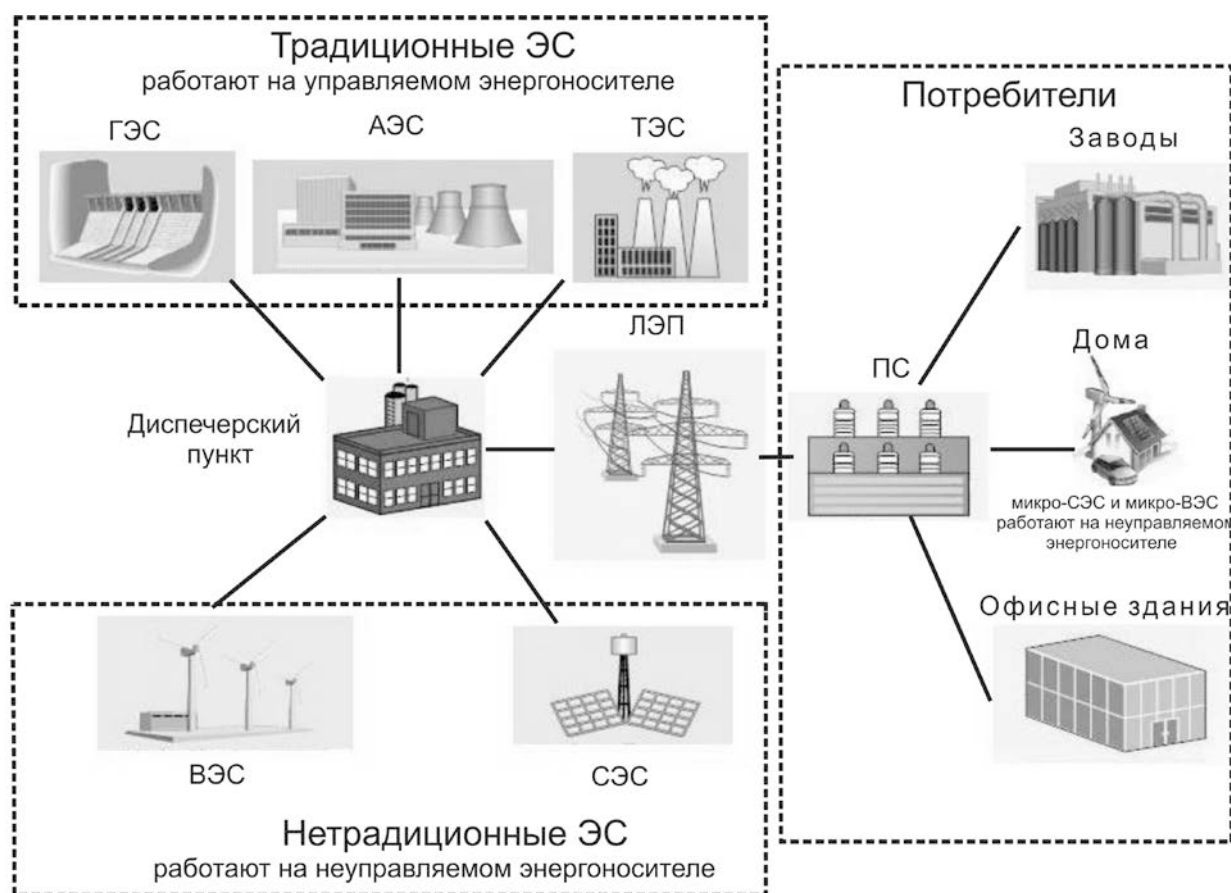 Традиционные ЭС
работают на управляемом энергоносителе
ГЭС
АЭС
ТЭС
Диспечерский
пункт
ЛЭП
ВЭС
СЭС
Нетрадиционные ЭС
работают на неуправляемом энергоносителе
Потребители
Заводы
ПС
Дома
микро-СЭС и микро-ВЭС
работают на неуправляемом
энергоносителе
Офисные здания